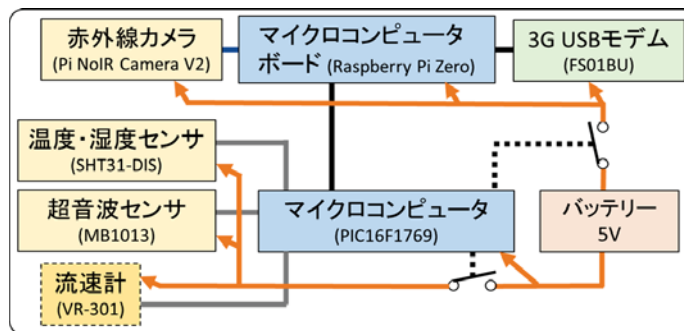 赤外線カメラ
(Pi NoIR Camera V2)
マイクロコンピュータ
ボード (Raspberry Pi Zero)
3G USBモデム
(FS01BU)
温度・湿度センサ
(SHT31-DIS)
超音波センサ
(MB1013)
マイクロコンピュータ
(PIC16F1769)
バッテリー
5V
流速計
(VR-301)